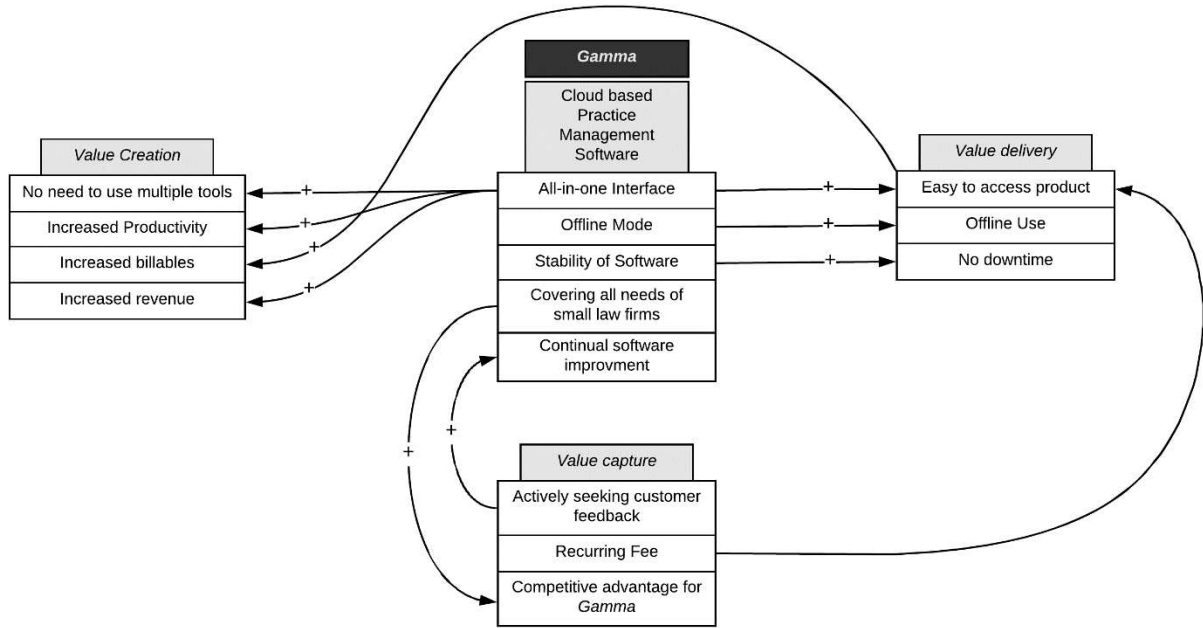 Gamma
Cloud based
Practice
Management
Software
Value Creation
No need to use multiple tools
Increased Productivity
Increased billables
Increased revenue
All-in-one Interface
Offline Mode
Stability of Software
Covering all needs of
small law firms
Continual software
improvment
Value delivery
Easy to access product
Offline Use
No downtime
+
+
+
+
+
+
+
+
+
Value capture
Actively seeking customer
feedback
Recurring Fee
Competitive advantage for
Gamma